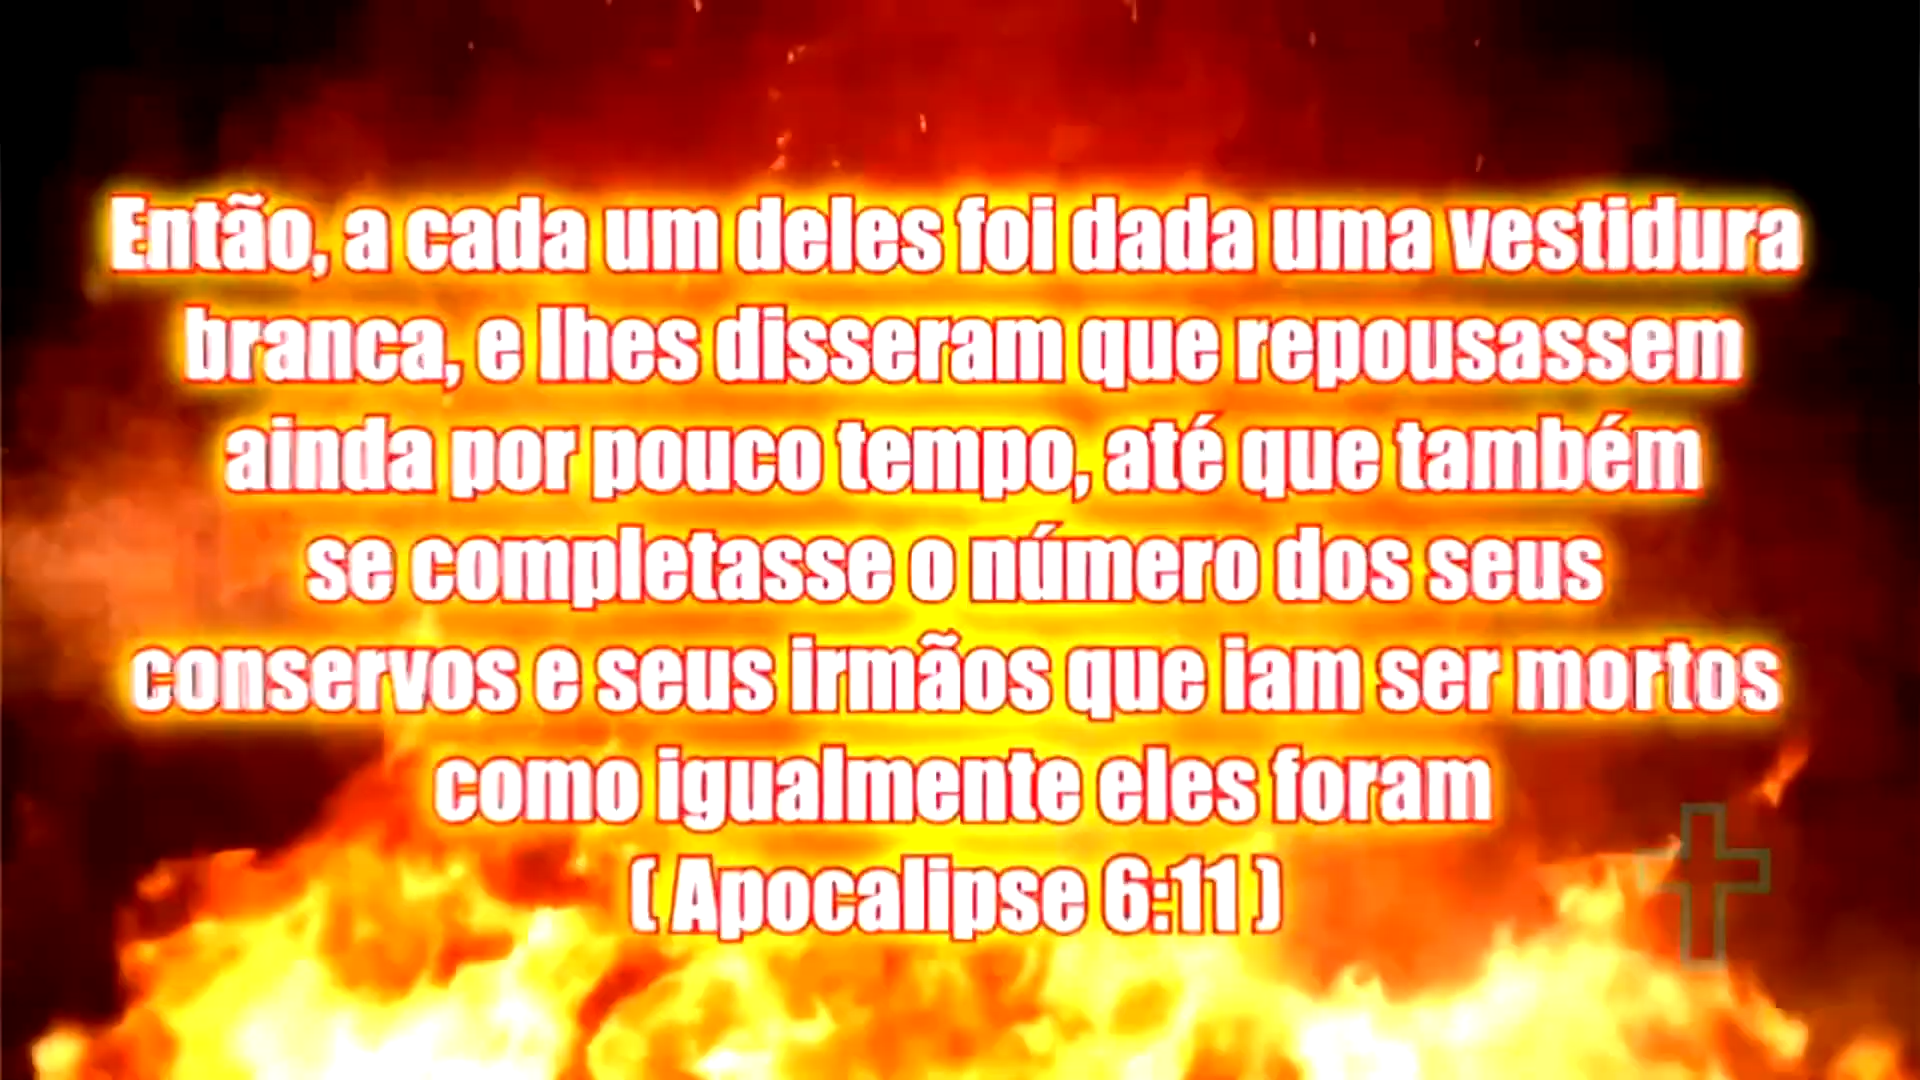 Então, a cada um deles foi dada uma vestidura
branca, e lhes disseram que repousassem
ainda por pouco tempo, até que também
se completasse o número dos seus
conservos e seus irmãos que iam ser mortos
como igualmente eles foram
( Apocalipse 6:11 )